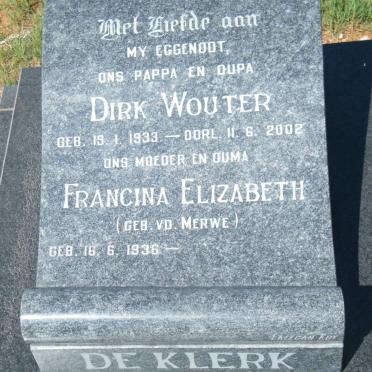 Met Liefde aan
MY EGGENOOT,
ONS PAPPA EN OUPA
DIRK WOUTER
GEB. 19. 1. 1933 — OORL. 11. 6. 2002
ONS MOEDER EN OUMA
FRANCINA ELIZABETH
( GEB. V.D. MERWE )
GEB. 16. 6. 1936 —
DE KLERK